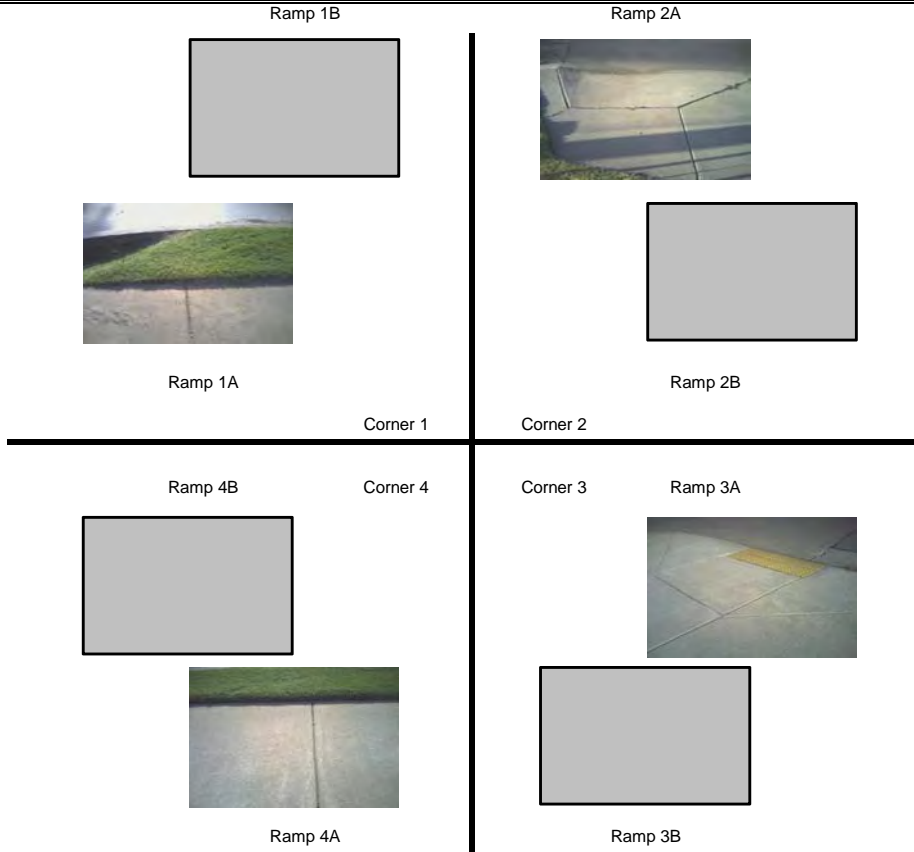 Ramp 1B Ramp 2A
Ramp 1A Ramp 2B
Corner 1 Corner 2
Ramp 4B Corner 4 Corner 3 Ramp 3A
Ramp 4A Ramp 3B